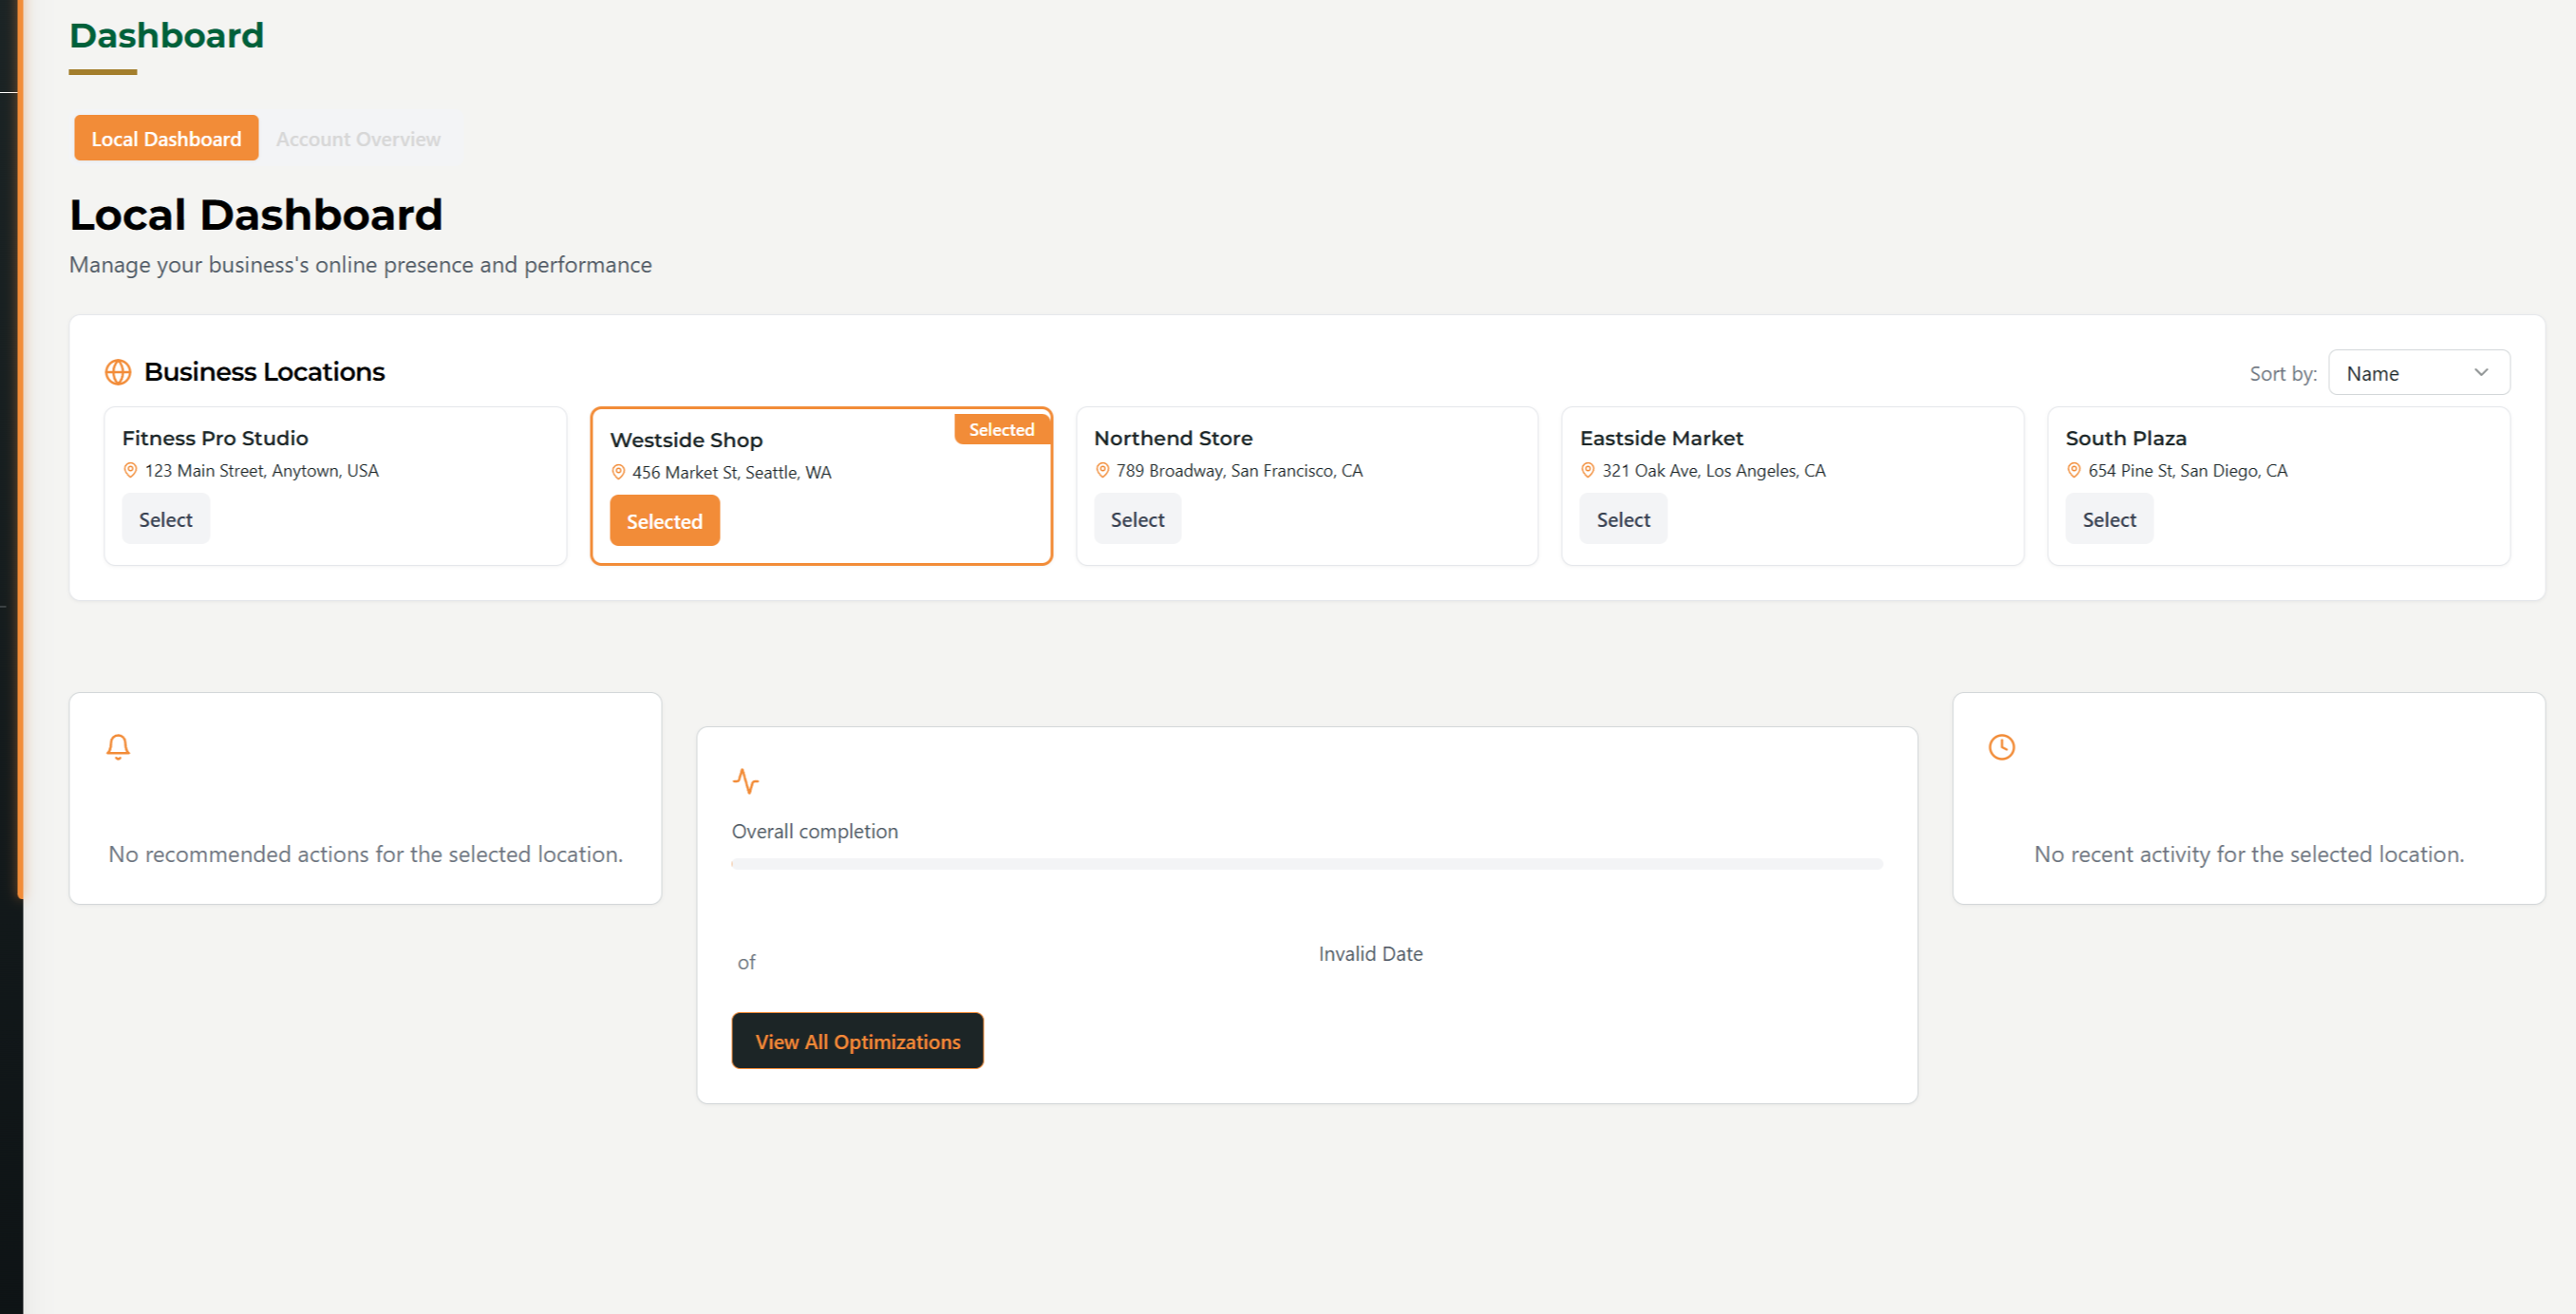 Dashboard
Local Dashboard
Account Overview
Local Dashboard
Manage your business's online presence and performance
Business Locations
Sort by:
Name
Fitness Pro Studio
123 Main Street, Anytown, USA
Select
Selected
Westside Shop
456 Market St, Seattle, WA
Selected
Northend Store
789 Broadway, San Francisco, CA
Select
Eastside Market
321 Oak Ave, Los Angeles, CA
Select
South Plaza
654 Pine St, San Diego, CA
Select
No recommended actions for the selected location.
Overall completion
of
Invalid Date
View All Optimizations
No recent activity for the selected location.